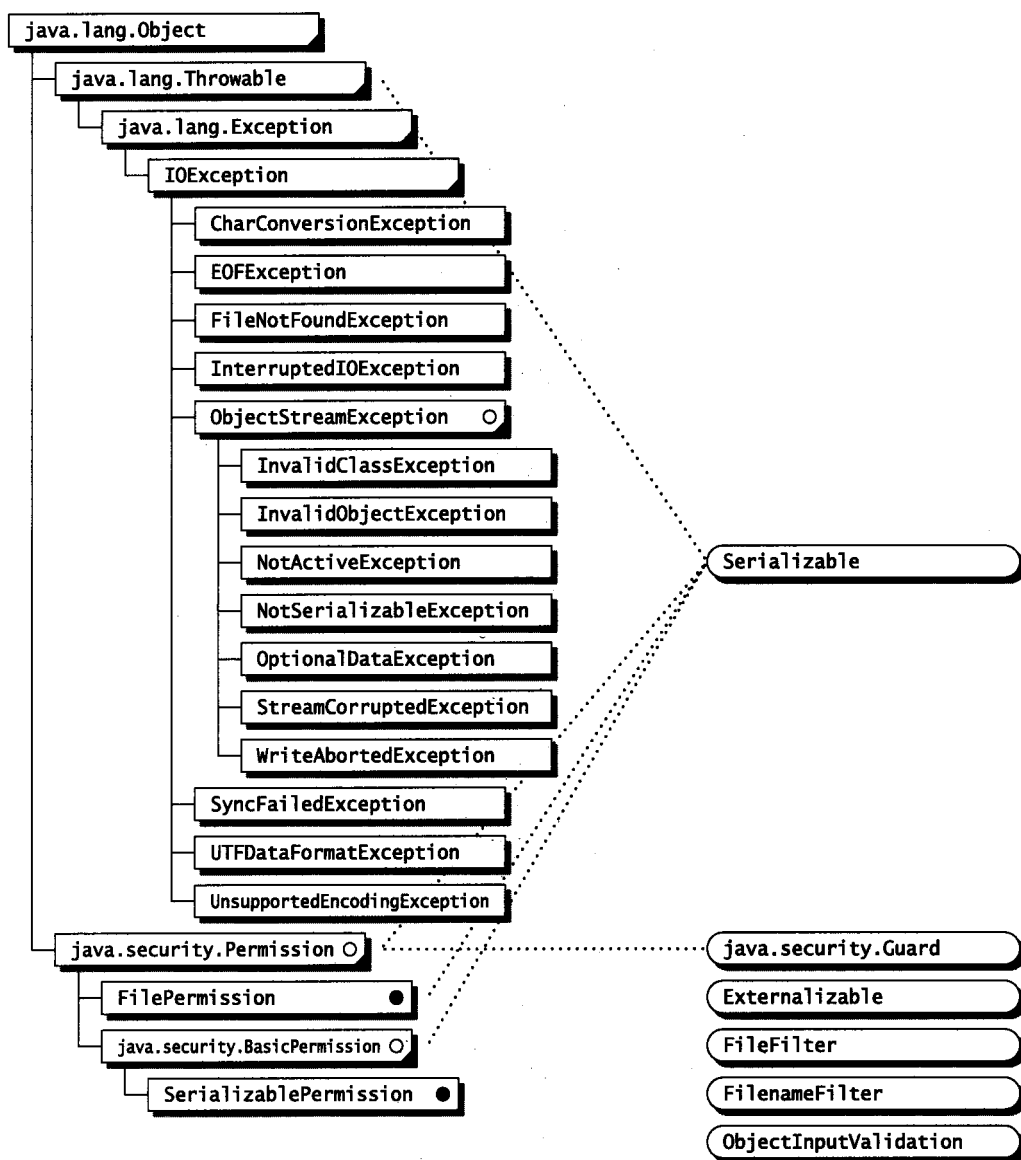 java.lang.Object
java.lang.Throwable
java.lang.Exception
IOException
CharConversionException
EOFException
FileNotFoundException
InterruptedIOException
ObjectStreamException
InvalidClassException
InvalidObjectException
NotActiveException
Serializable
NotSerializableException
OptionalDataException
StreamCorruptedException
WriteAbortedException
SyncFailedException
UTFDataFormatException
UnsupportedEncodingException
java.security.Permission
java.security.Guard
FilePermission
Externalizable
java.security.BasicPermission
FileFilter
SerializablePermission
FilenameFilter
ObjectInputValidation